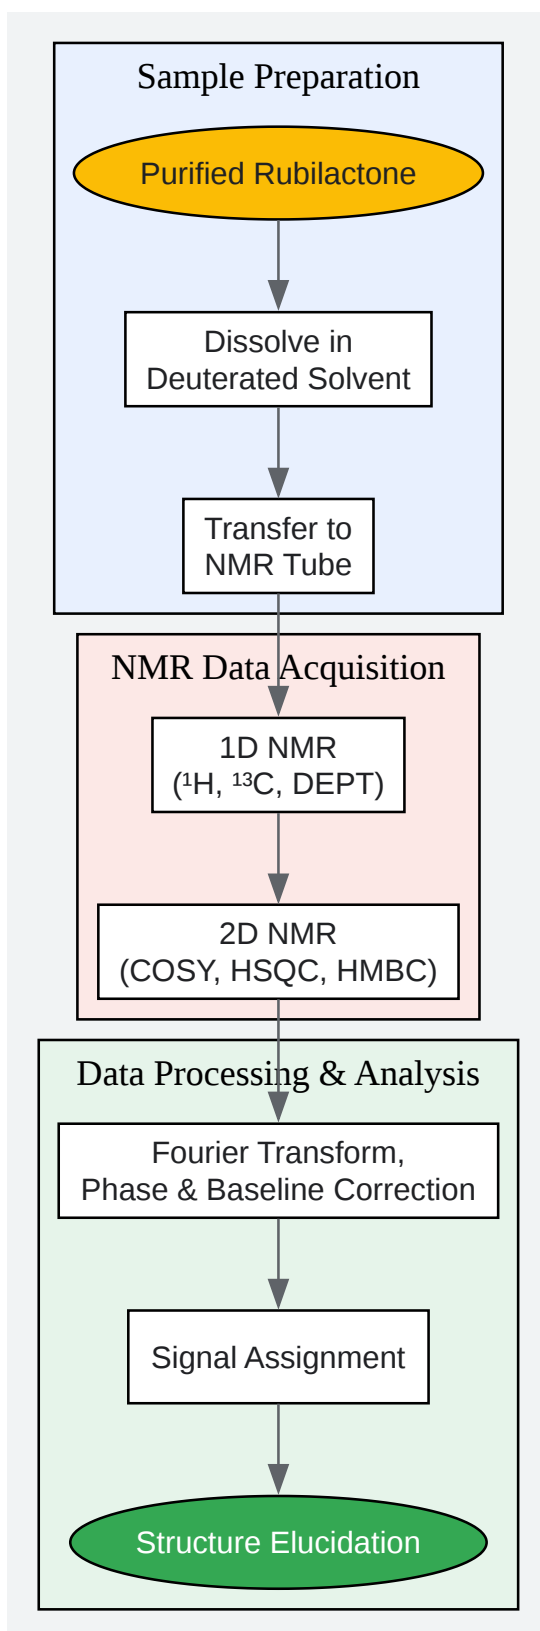 Sample Preparation
Purified Rubilactone
Dissolve in
Deuterated Solvent
Transfer to
NMR Tube
NMR Data Acquisition
1D NMR
(¹H, ¹³C, DEPT)
2D NMR
(COSY, HSQC, HMBC)
Data Processing & Analysis
Fourier Transform,
Phase & Baseline Correction
Signal Assignment
Structure Elucidation